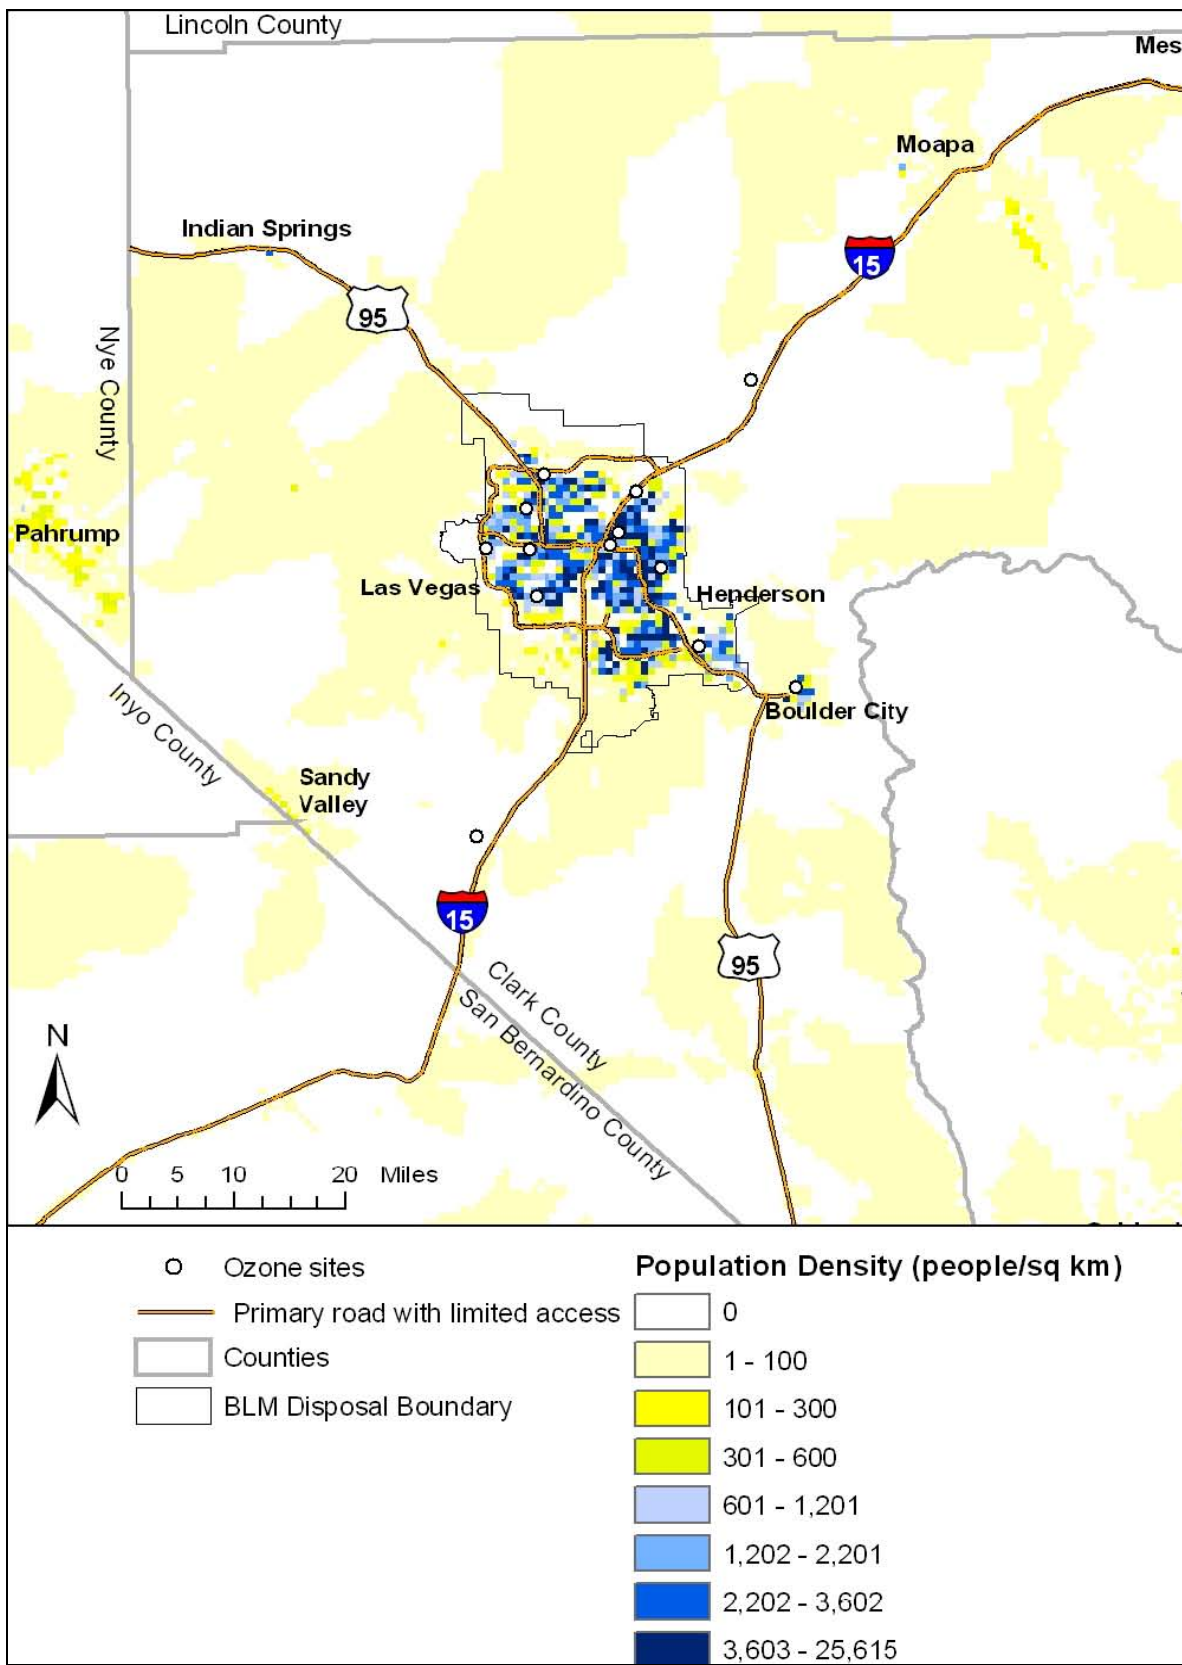 Lincoln County
Mes
Moapa
Indian Springs
15
95
Nye County
Pahrump
Las Vegas
Henderson
Boulder City
Inyo County
Sandy
Valley
15
95
Clark County
San Bernardino County
N
0 5 10 20 Miles
Ozone sites
Primary road with limited access
Counties
BLM Disposal Boundary
Population Density (people/sq km)
0
1 - 100
101 - 300
301 - 600
601 - 1,201
1,202 - 2,201
2,202 - 3,602
3,603 - 25,615